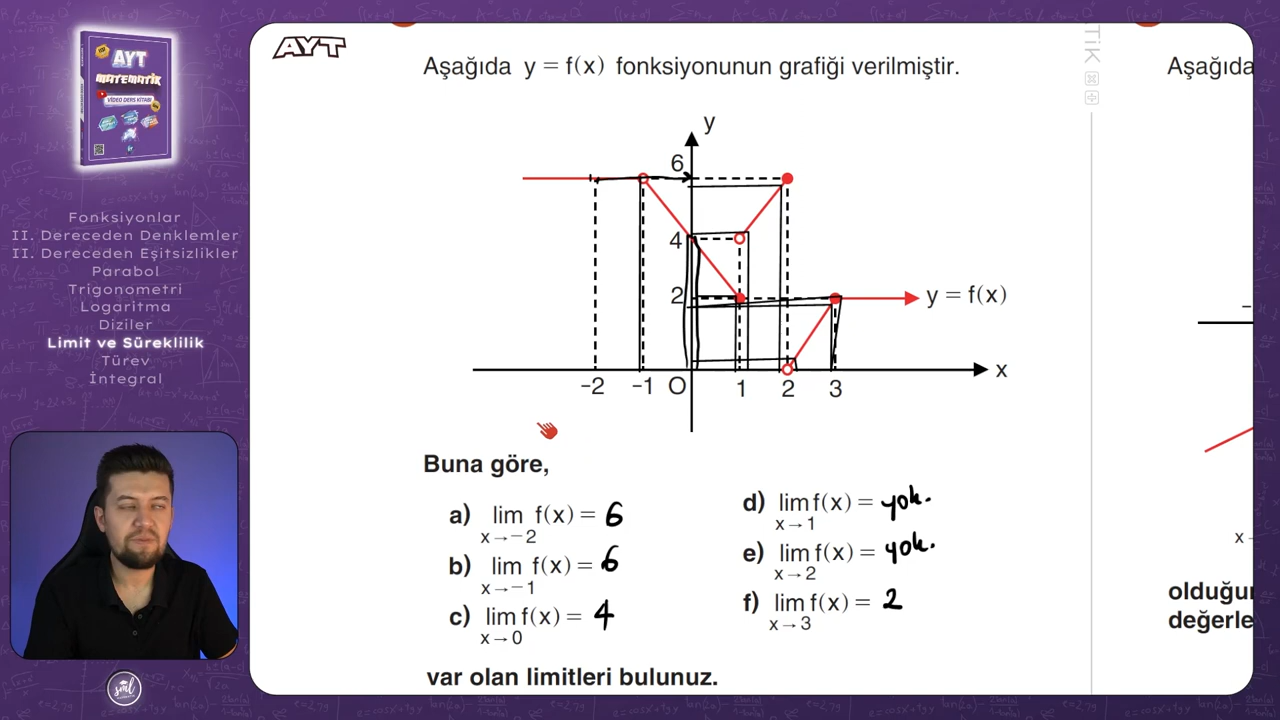 AYT
MATEMATİK
VİDEO DERS KİTABI
Fonksiyonlar
II. Dereceden Denklemler
II. Dereceden Eşitsizlikler
Parabol
Trigonometri
Logaritma
Diziler
Limit ve Süreklilik
Türev
İntegral
sml
AYT
Aşağıda y = f(x) fonksiyonunun grafiği verilmiştir.
y
6
4
2
y = f(x)
x
-2 -1 O 1 2 3
Buna göre,
a) lim f(x) = 6
x→-2
b) lim f(x) = 6
x→-1
c) lim f(x) = 4
x→0
d) lim f(x) = yok.
x→1
e) lim f(x) = yok.
x→2
f) lim f(x) = 2
x→3
var olan limitleri bulunuz.
TİK
Aşağıda
x
olduğu
değerle